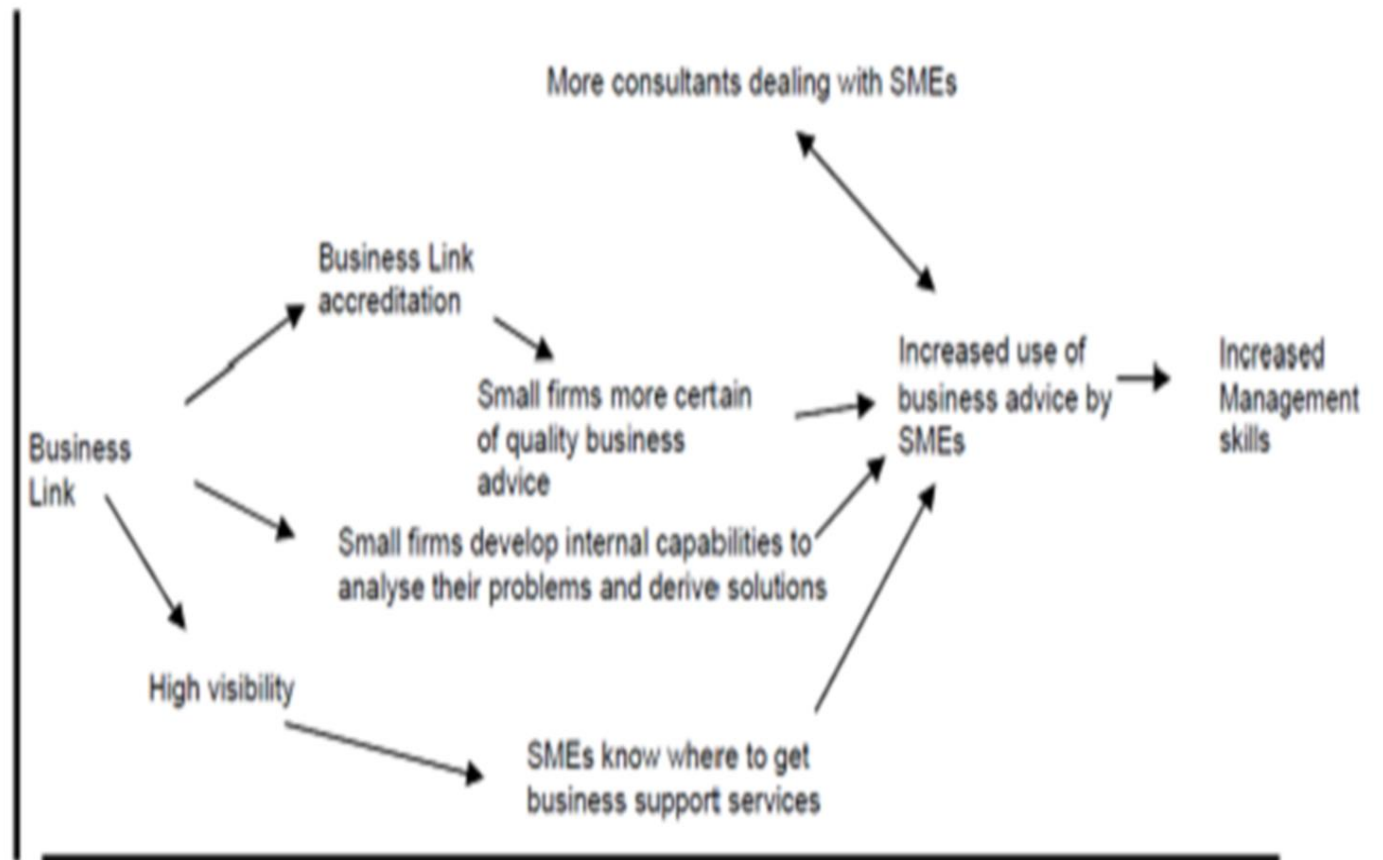 More consultants dealing with SMEs
Business Link
accreditation
Increased use of
business advice by
SMEs
Increased
Management
skills
Small firms more certain
of quality business
advice
Business
Link
Small firms develop internal capabilities to
analyse their problems and derive solutions
High visibility
SMEs know where to get
business support services